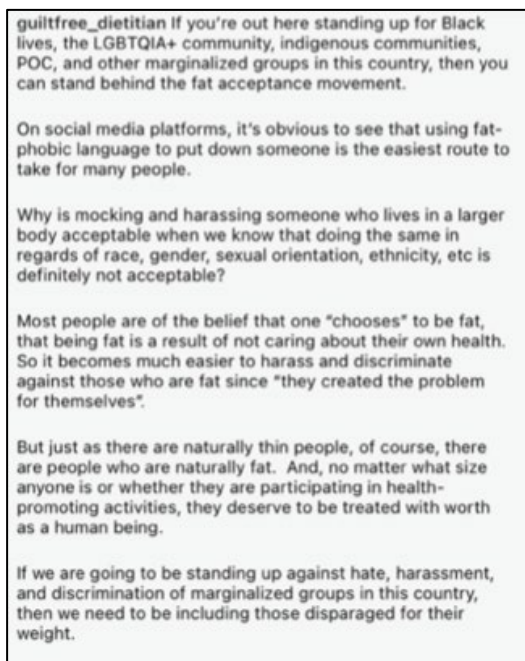 guiltfree_dietitian If you're out here standing up for Black
lives, the LGBTQIA+ community, indigenous communities,
POC, and other marginalized groups in this country, then you
can stand behind the fat acceptance movement.
On social media platforms, it's obvious to see that using fat-
phobic language to put down someone is the easiest route to
take for many people.
Why is mocking and harassing someone who lives in a larger
body acceptable when we know that doing the same in
regards of race, gender, sexual orientation, ethnicity, etc is
definitely not acceptable?
Most people are of the belief that one "chooses" to be fat,
that being fat is a result of not caring about their own health.
So it becomes much easier to harass and discriminate
against those who are fat since "they created the problem
for themselves".
But just as there are naturally thin people, of course, there
are people who are naturally fat. And, no matter what size
anyone is or whether they are participating in health-
promoting activities, they deserve to be treated with worth
as a human being.
If we are going to be standing up against hate, harassment,
and discrimination of marginalized groups in this country,
then we need to be including those disparaged for their
weight.